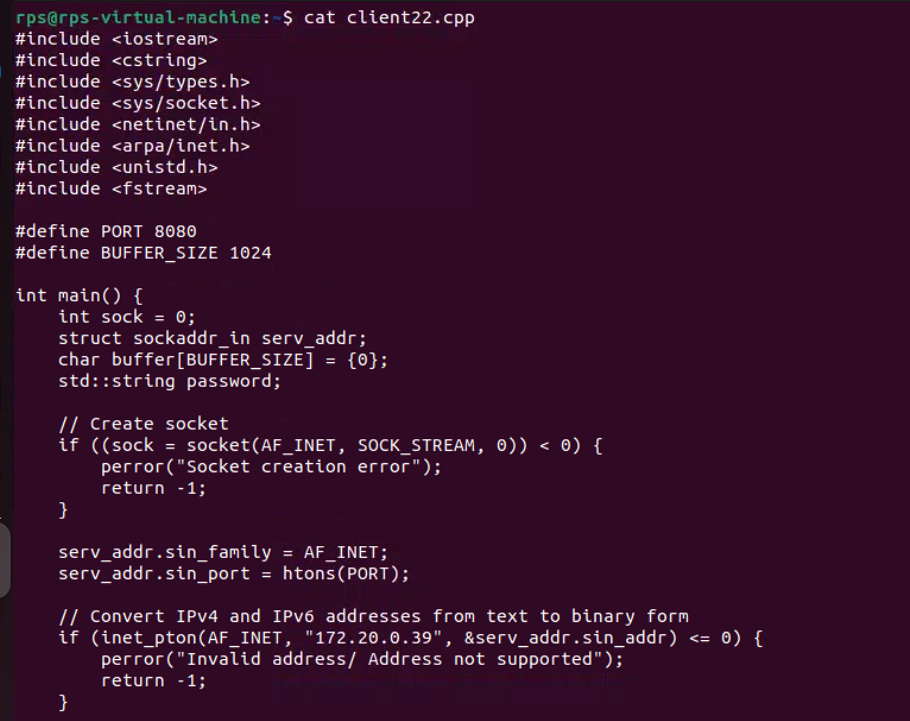 rps@rps-virtual-machine:~$ cat client22.cpp
#include <iostream>
#include <cstring>
#include <sys/types.h>
#include <sys/socket.h>
#include <netinet/in.h>
#include <arpa/inet.h>
#include <unistd.h>
#include <fstream>

#define PORT 8080
#define BUFFER_SIZE 1024

int main() {
    int sock = 0;
    struct sockaddr_in serv_addr;
    char buffer[BUFFER_SIZE] = {0};
    std::string password;

    // Create socket
    if ((sock = socket(AF_INET, SOCK_STREAM, 0)) < 0) {
        perror("Socket creation error");
        return -1;
    }

    serv_addr.sin_family = AF_INET;
    serv_addr.sin_port = htons(PORT);

    // Convert IPv4 and IPv6 addresses from text to binary form
    if (inet_pton(AF_INET, "172.20.0.39", &serv_addr.sin_addr) <= 0) {
        perror("Invalid address/ Address not supported");
        return -1;
    }